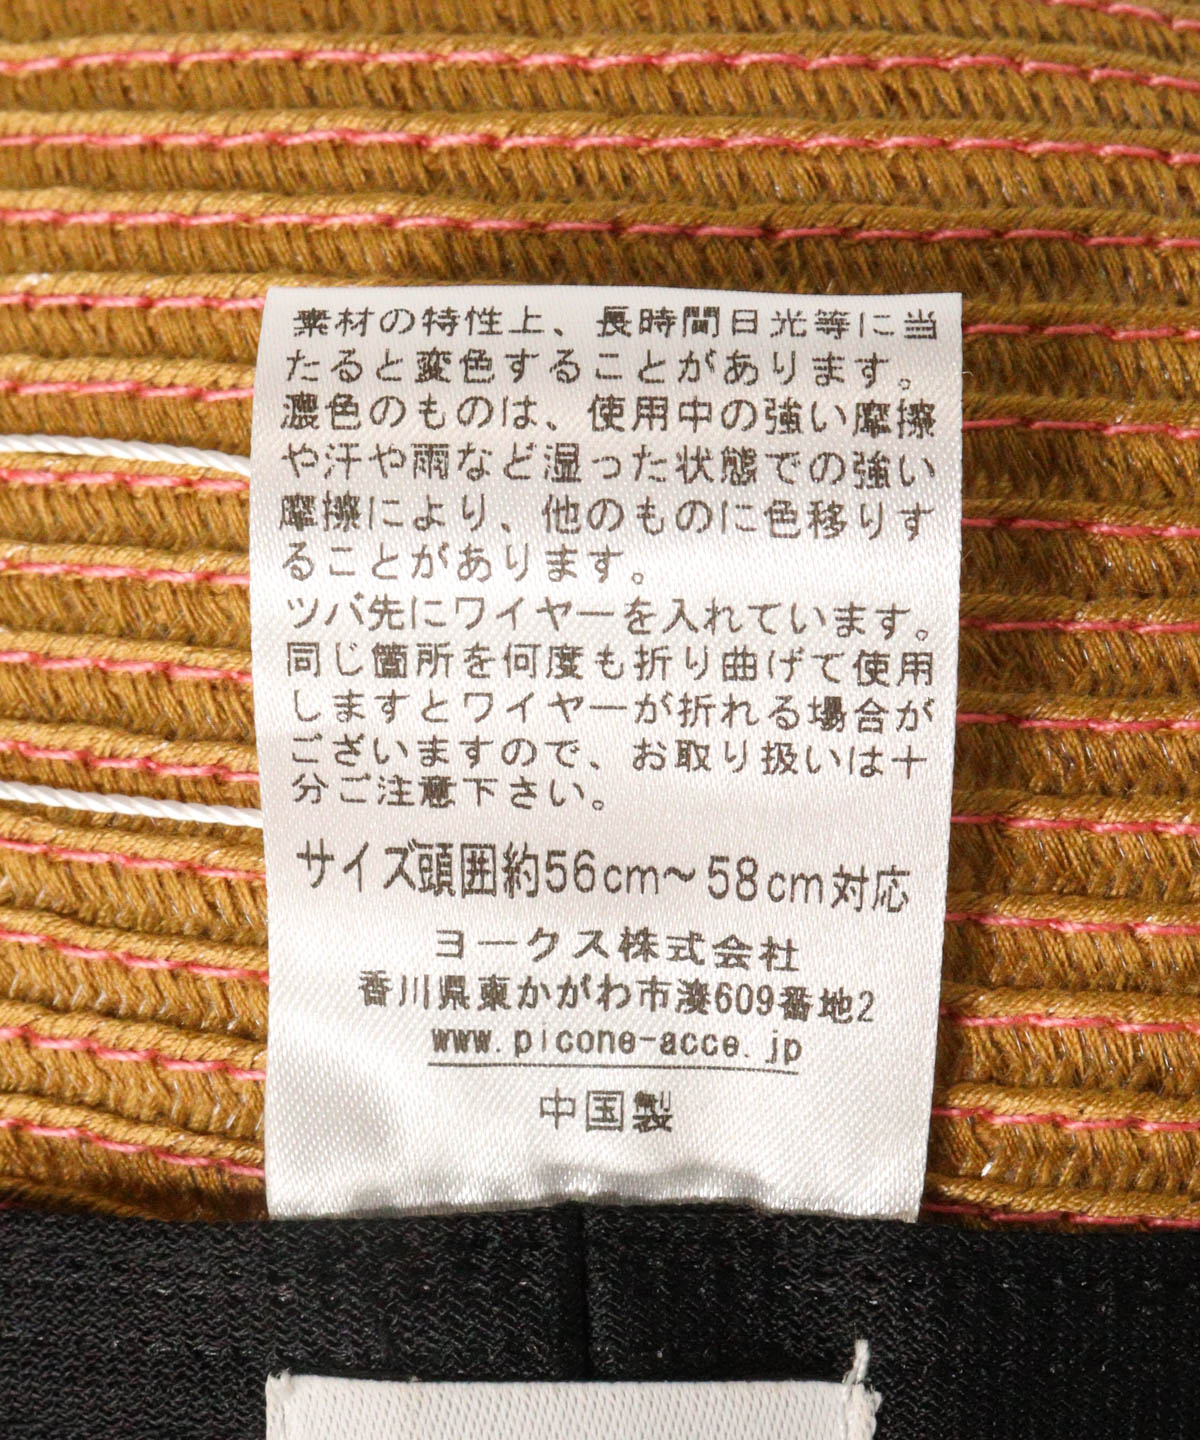 素材の特性上、長時間日光等に当
たると変色することがあります。
濃色のものは、使用中の強い摩擦
や汗や雨など湿った状態での強い
摩擦により、他のものに色移りす
ることがあります。
ツバ先にワイヤーを入れています。
同じ箇所を何度も折り曲げて使用
しますとワイヤーが折れる場合が
ございますので、お取り扱いは十
分ご注意下さい。
サイズ頭囲約56cm～58cm対応
ヨークス株式会社
香川県東かがわ市湊609番地2
www.picone-acce.jp
中国製